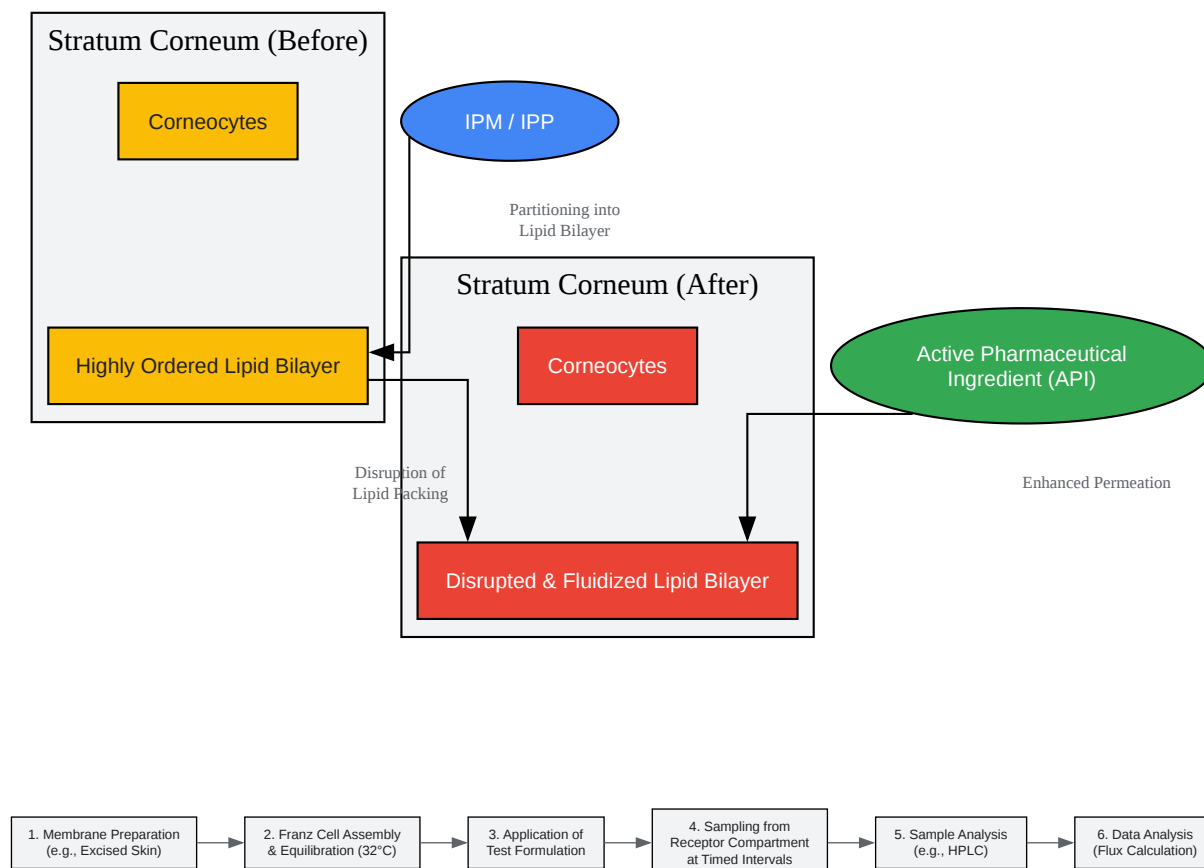 Stratum Corneum (Before)
Corneocytes
IPM / IPP
Partitioning into
Lipid Bilayer
Stratum Corneum (After)
Highly Ordered Lipid Bilayer
Corneocytes
Active Pharmaceutical
Ingredient (API)
Disruption of
Lipid Packing
Enhanced Permeation
Disrupted & Fluidized Lipid Bilayer
1. Membrane Preparation
(e.g., Excised Skin)
2. Franz Cell Assembly
& Equilibration (32°C)
3. Application of
Test Formulation
4. Sampling from
Receptor Compartment
at Timed Intervals
5. Sample Analysis
(e.g., HPLC)
6. Data Analysis
(Flux Calculation)